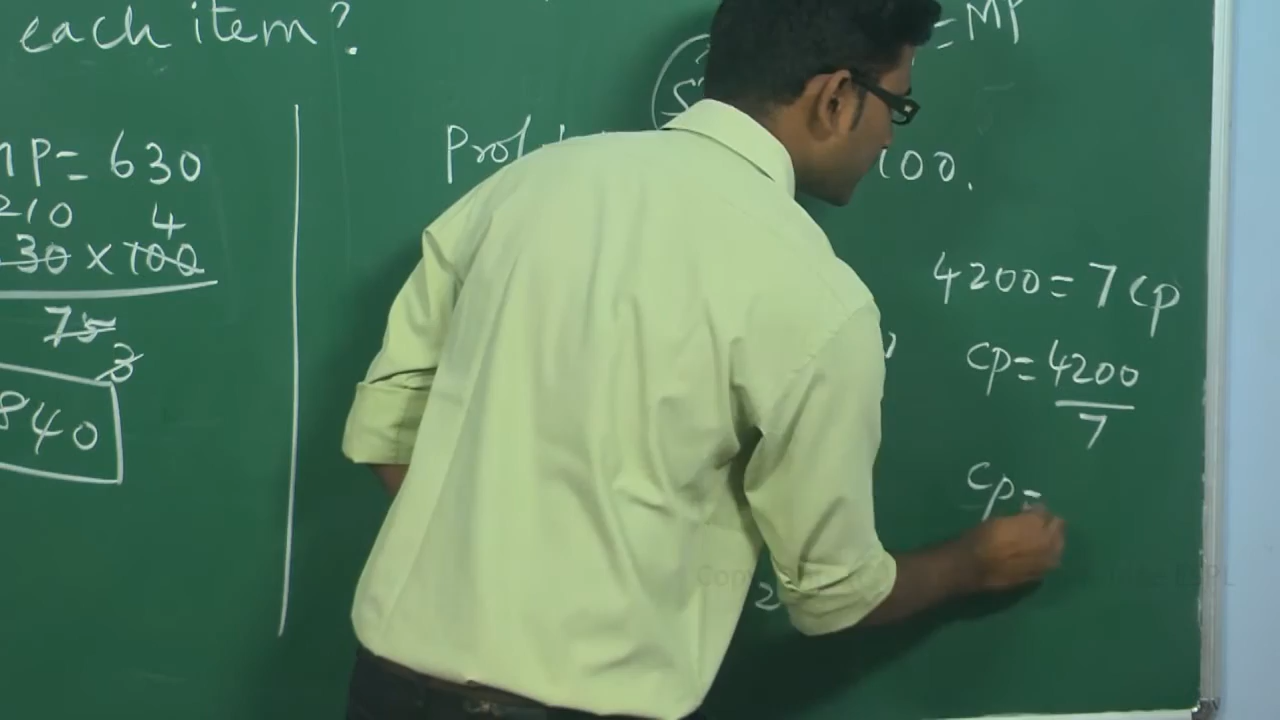 each item?
= MP
MP = 630
210 4
30 × 100
75
3
840
Prof
100.
4200 = 7 CP
CP = 4200
7
CP =